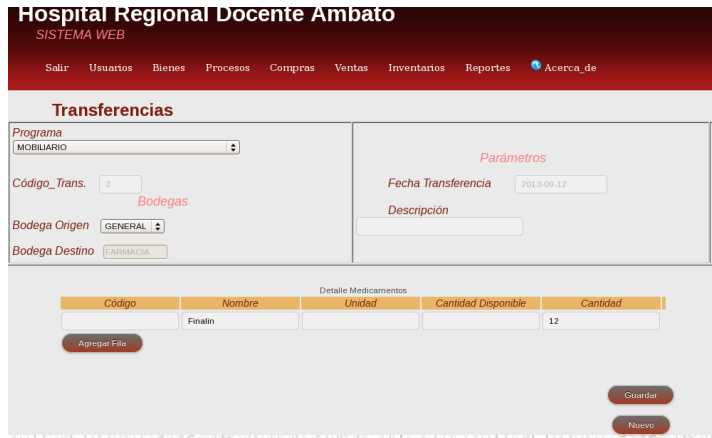 Hospital Regional Docente Ambato
SISTEMA WEB
Salir Usuarios Bienes Procesos Compras Ventas Inventarios Reportes Acerca_de
Transferencias
Programa
MOBILIARIO
Parámetros
Código_Trans. 2
Fecha Transferencia 2013-09-12
Bodegas
Descripción
Bodega Origen GENERAL
Bodega Destino FARMACIA
Detalle Medicamentos
Código Nombre Unidad Cantidad Disponible Cantidad
Finalin 12
Agregar Fila
Guardar
Nuevo